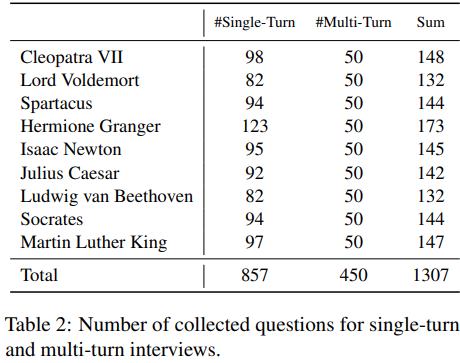 #Single-Turn #Multi-Turn Sum
Cleopatra VII 98 50 148
Lord Voldemort 82 50 132
Spartacus 94 50 144
Hermione Granger 123 50 173
Isaac Newton 95 50 145
Julius Caesar 92 50 142
Ludwig van Beethoven 82 50 132
Socrates 94 50 144
Martin Luther King 97 50 147
Total 857 450 1307
Table 2: Number of collected questions for single-turn
and multi-turn interviews.